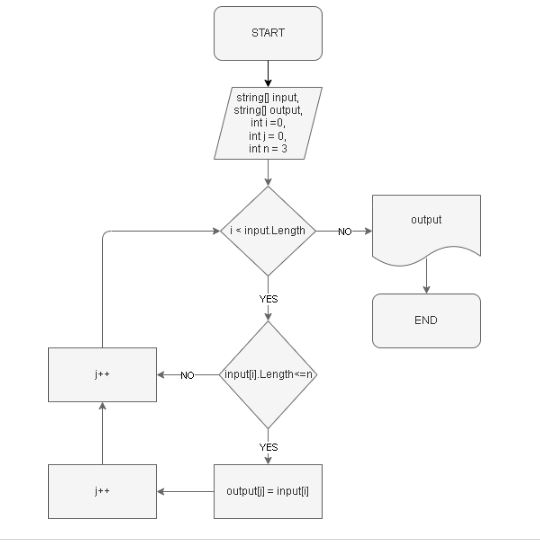 START
string[] input,
string[] output,
int i =0,
int j = 0,
int n = 3
i < input.Length
NO
output
YES
END
input[i].Length<=n
NO
j++
YES
output[j] = input[i]
j++